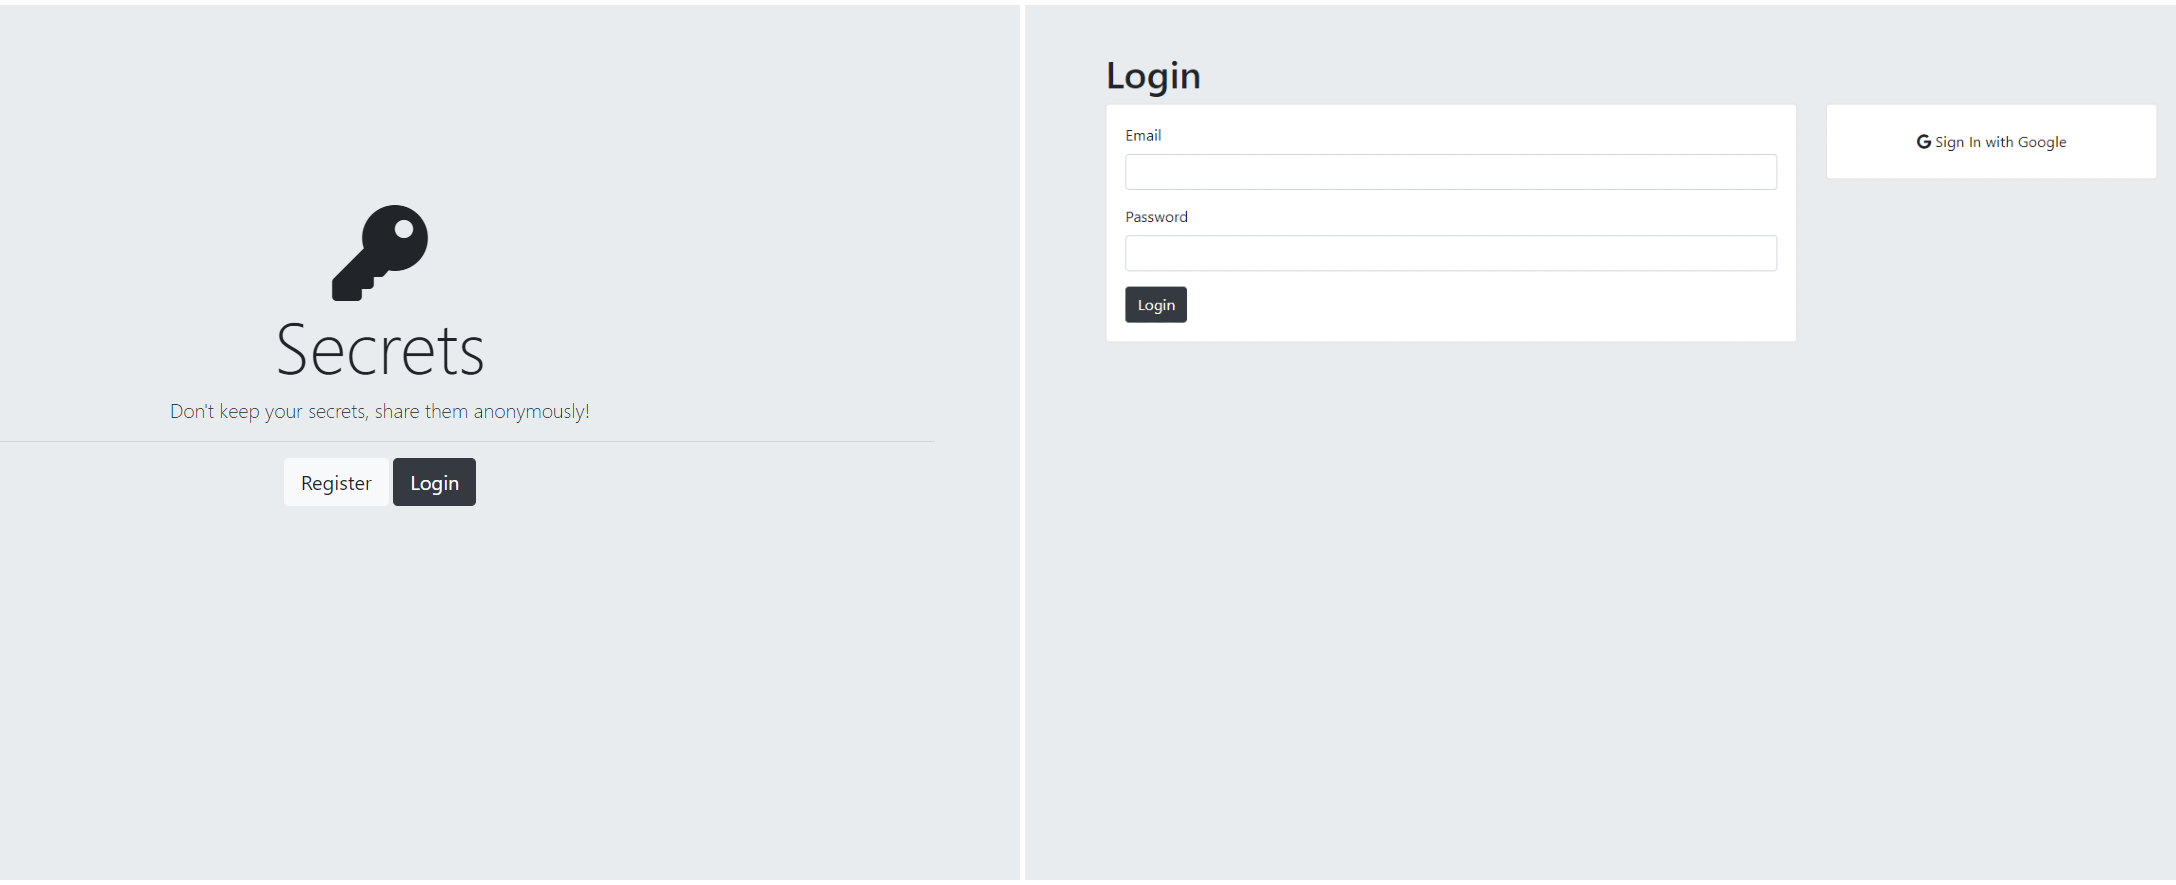 Secrets
Don't keep your secrets, share them anonymously!
Register Login
Login
Email
Password
Login
Sign In with Google